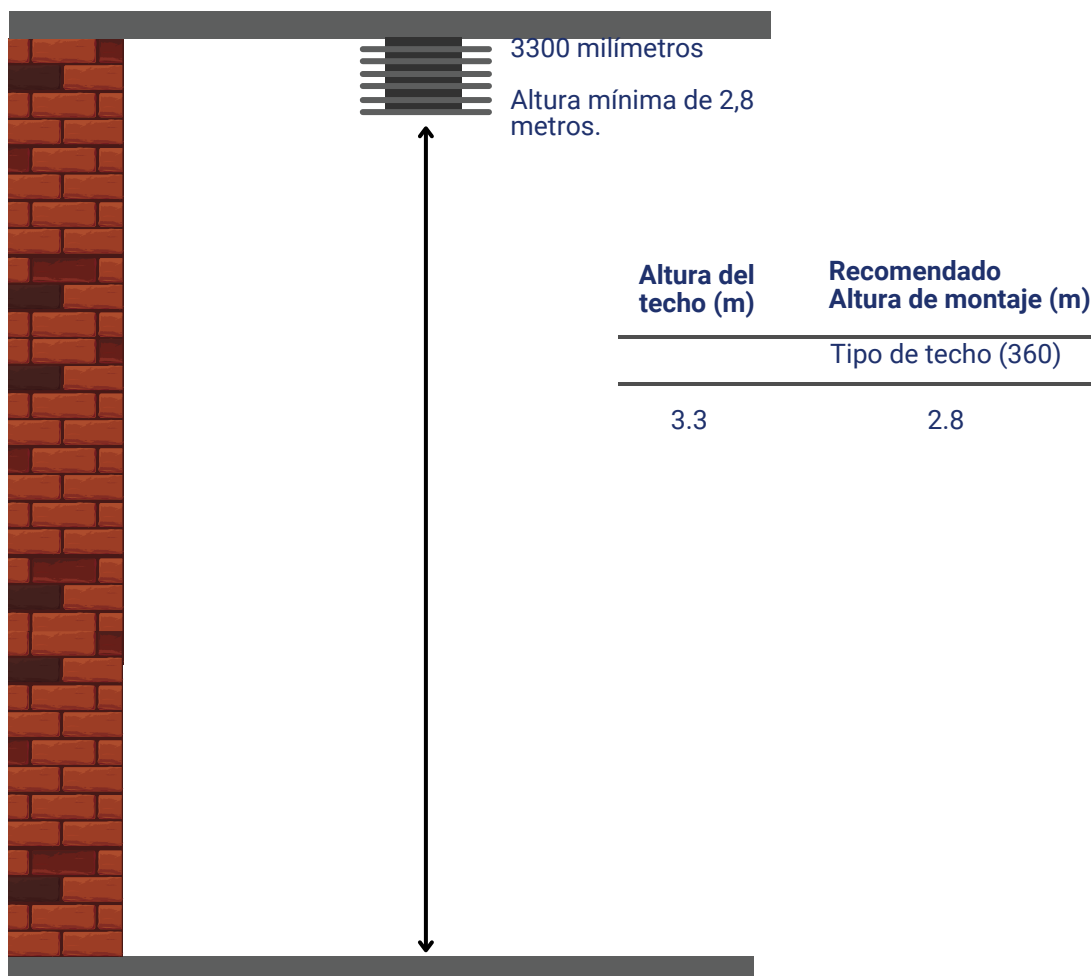 3300 milímetros
Altura mínima de 2,8
metros.
Altura del
techo (m)
Recomendado
Altura de montaje (m)
Tipo de techo (360)
3.3
2.8